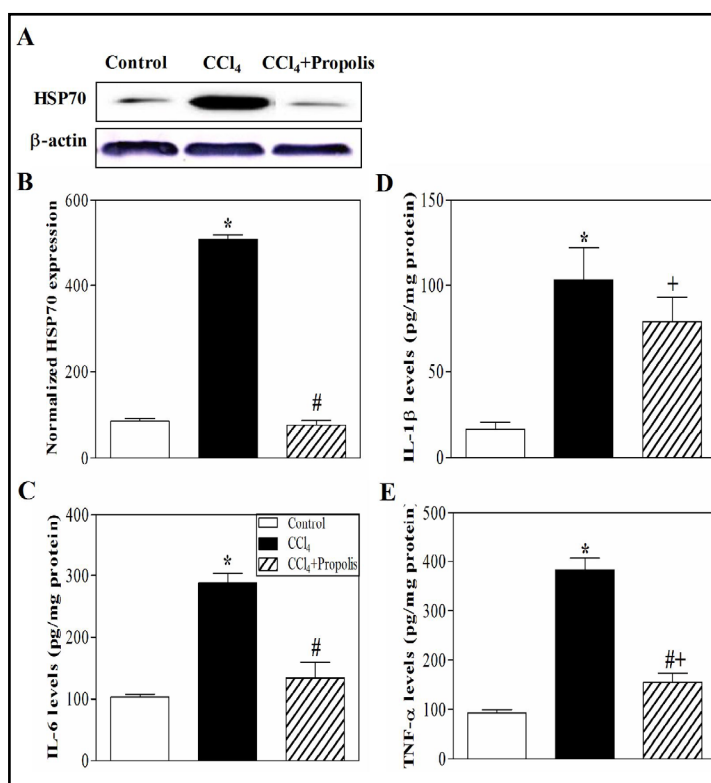 A
Control CCl₄ CCl₄+Propolis
HSP70
β-actin
B
Normalized HSP70 expression
600
400
200
0
*
#
D
IL-1β levels (pg/mg protein)
150
100
50
0
*
+
C
IL-6 levels (pg/mg protein)
400
300
200
100
0
*
#
Control
CCl₄
CCl₄+Propolis
E
TNF-α levels (pg/mg protein)
500
400
300
200
100
0
*
#+